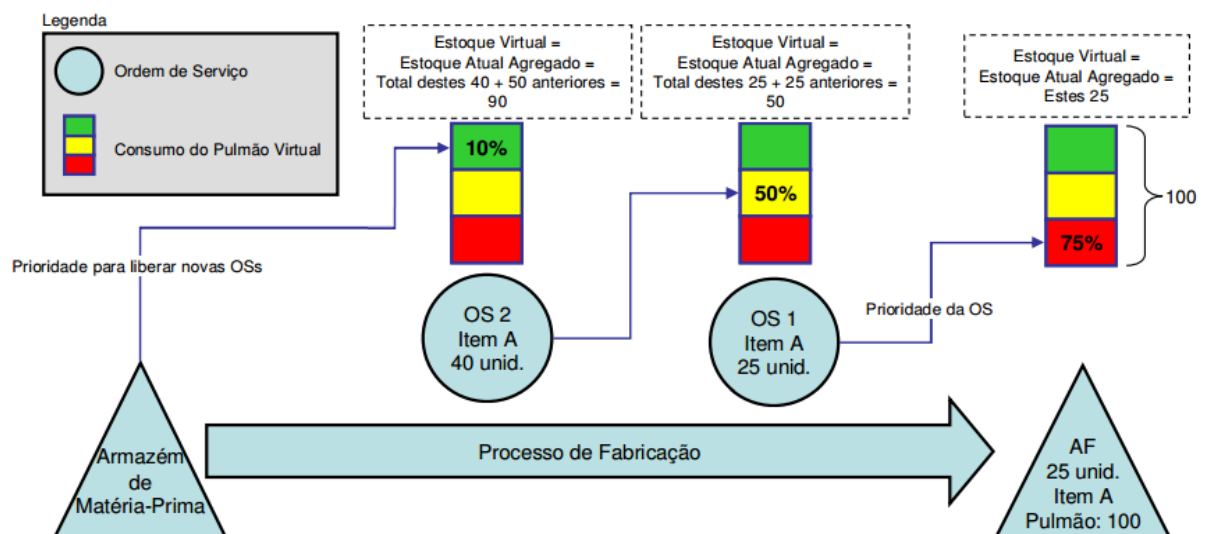 Legenda
Ordem de Serviço
Consumo do Pulmão Virtual
Estoque Virtual =
Estoque Atual Agregado =
Total destes 40 + 50 anteriores =
90
Estoque Virtual =
Estoque Atual Agregado =
Total destes 25 + 25 anteriores =
50
Estoque Virtual =
Estoque Atual Agregado =
Estes 25
10%
50%
75%
100
Prioridade para liberar novas OSs
Prioridade da OS
OS 2
Item A
40 unid.
OS 1
Item A
25 unid.
Armazém
de
Matéria-Prima
Processo de Fabricação
AF
25 unid.
Item A
Pulmão: 100